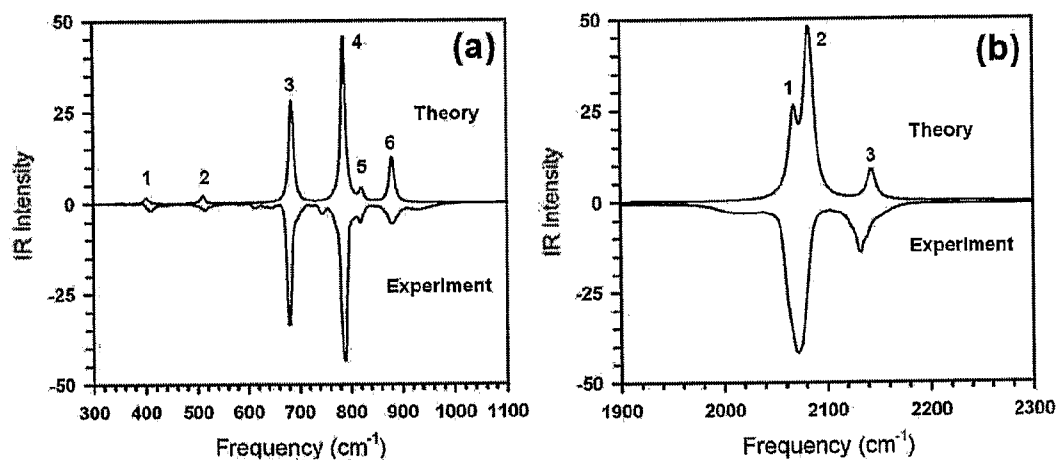 50
25
0
-25
-50
IR Intensity
(a)
1
2
3
4
5
6
Theory
Experiment
300 400 500 600 700 800 900 1000 1100
Frequency (cm-1)
50
25
0
-25
-50
IR Intensity
(b)
1
2
3
Theory
Experiment
1900 2000 2100 2200 2300
Frequency (cm-1)